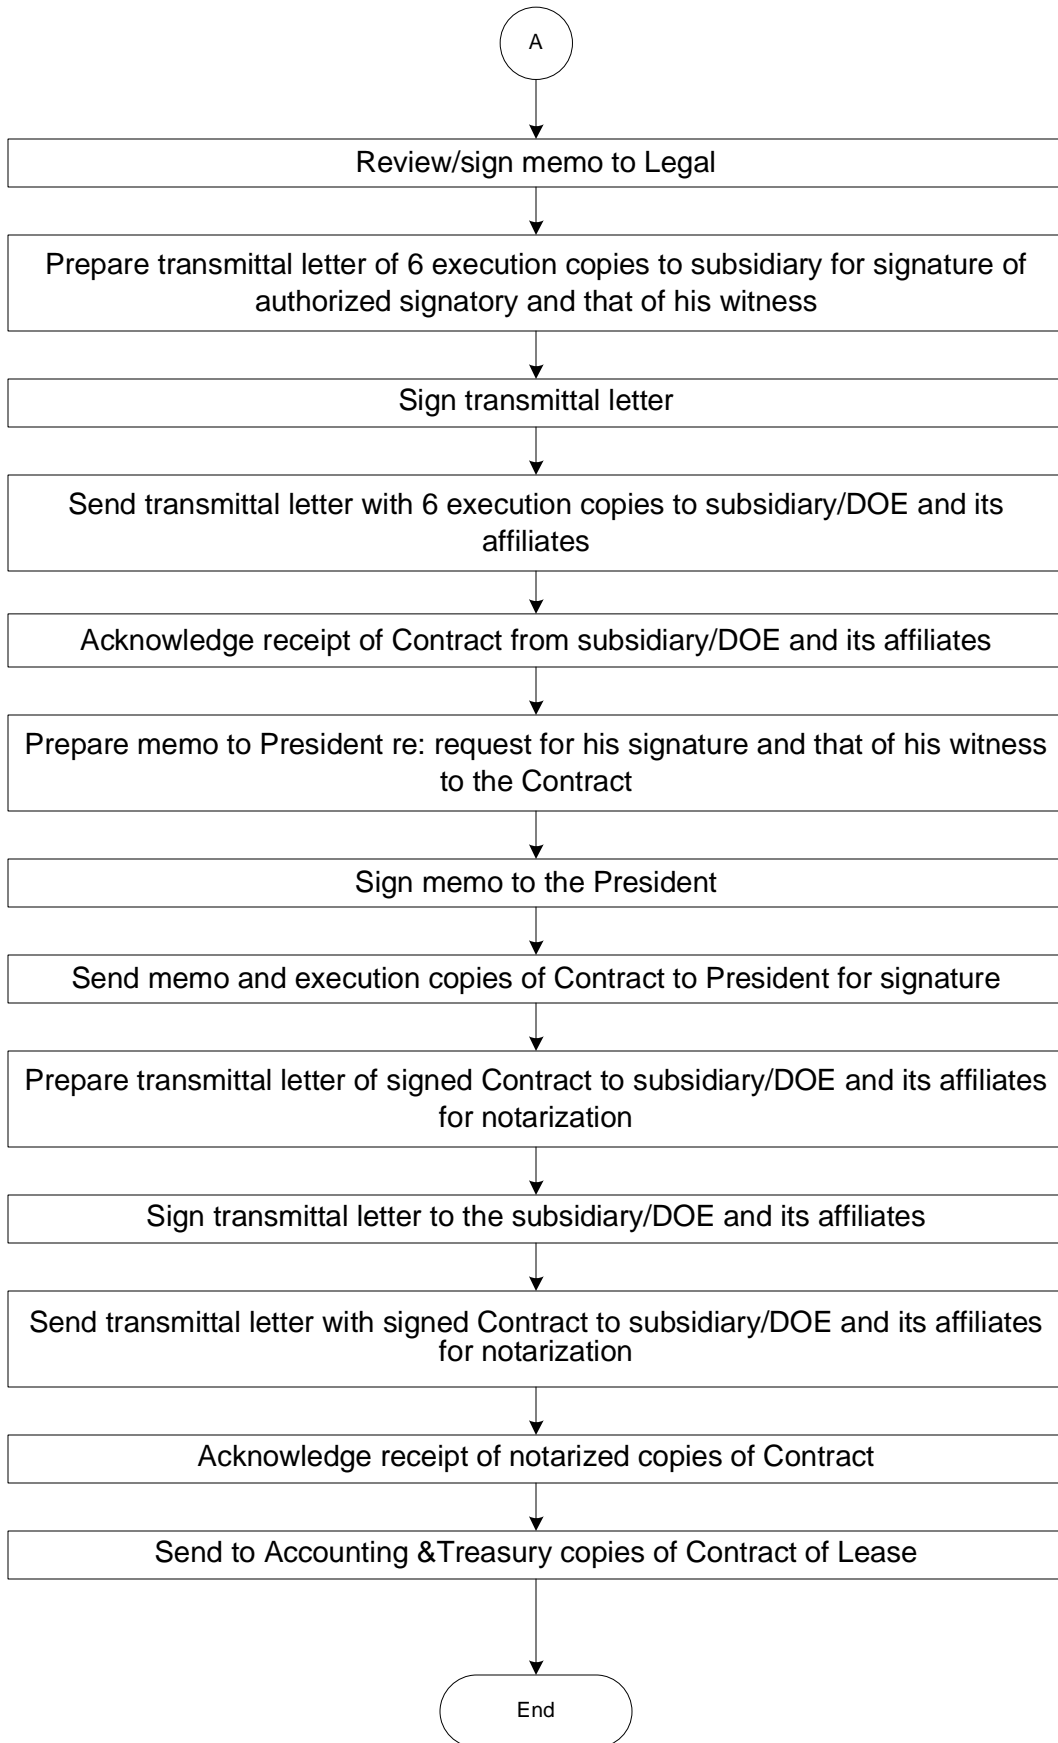 A
Review/sign memo to Legal
Prepare transmittal letter of 6 execution copies to subsidiary for signature of
authorized signatory and that of his witness
Sign transmittal letter
Send transmittal letter with 6 execution copies to subsidiary/DOE and its
affiliates
Acknowledge receipt of Contract from subsidiary/DOE and its affiliates
Prepare memo to President re: request for his signature and that of his witness
to the Contract
Sign memo to the President
Send memo and execution copies of Contract to President for signature
Prepare transmittal letter of signed Contract to subsidiary/DOE and its affiliates
for notarization
Sign transmittal letter to the subsidiary/DOE and its affiliates
Send transmittal letter with signed Contract to subsidiary/DOE and its affiliates
for notarization
Acknowledge receipt of notarized copies of Contract
Send to Accounting &Treasury copies of Contract of Lease
End